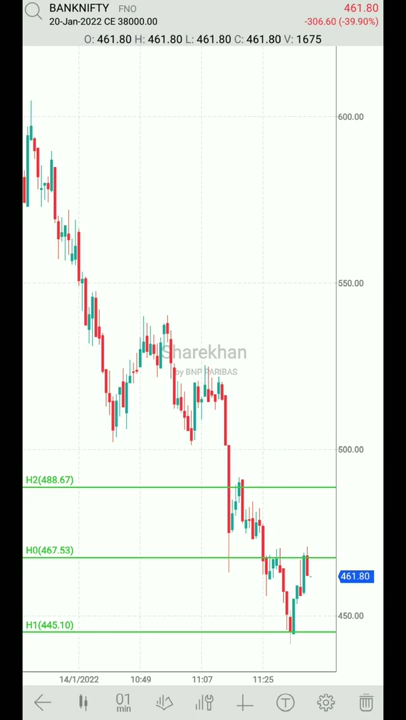 BANKNIFTY FNO 461.80
20-Jan-2022 CE 38000.00 -306.60 (-39.90%)
O: 461.80 H: 461.80 L: 461.80 C: 461.80 V: 1675
600.00
550.00
Sharekhan
by BNP PARIBAS
500.00
H2(488.67)
H0(467.53)
461.80
450.00
H1(445.10)
14/1/2022 10:49 11:07 11:25
01
min
T